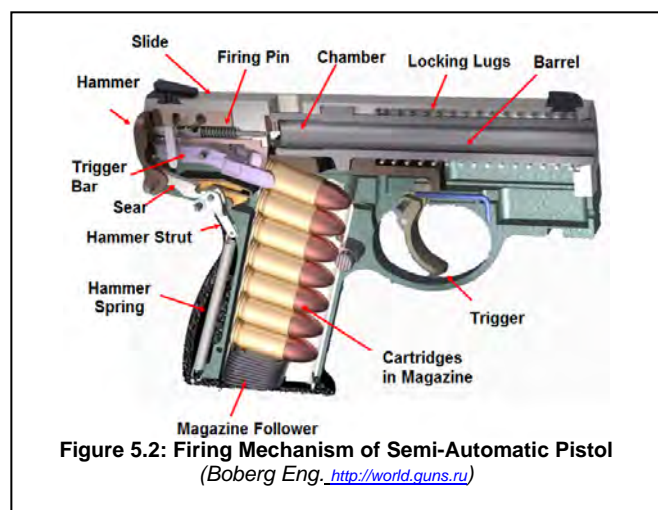 Slide
Firing Pin
Chamber
Locking Lugs
Barrel
Hammer
Trigger
Bar
Sear
Hammer Strut
Hammer
Spring
Trigger
Cartridges
in Magazine
Magazine Follower
Figure 5.2: Firing Mechanism of Semi-Automatic Pistol
(Boberg Eng. http://world.guns.ru)